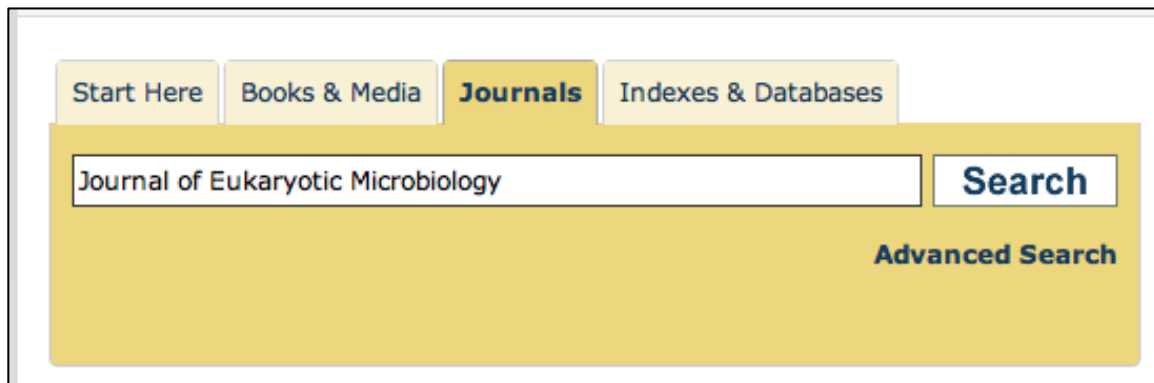 Start Here Books & Media Journals Indexes & Databases
Journal of Eukaryotic Microbiology Search
Advanced Search